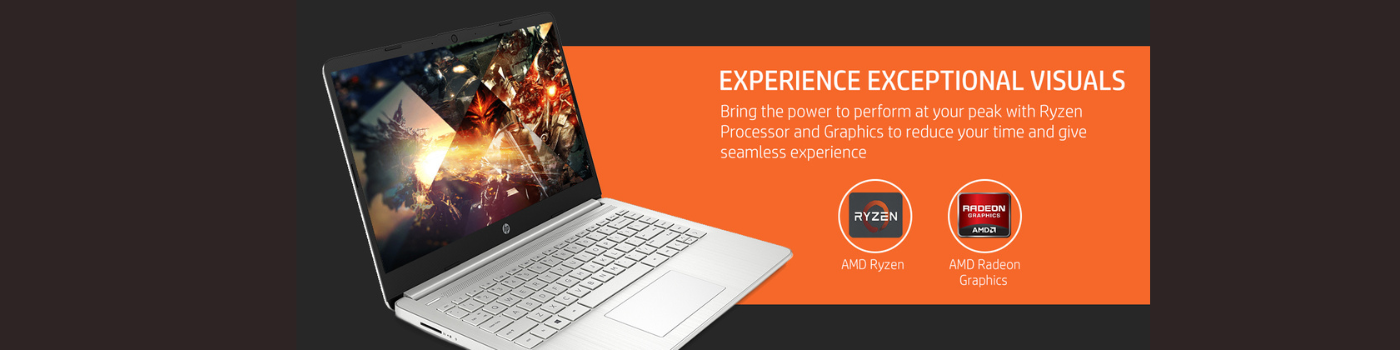 EXPERIENCE EXCEPTIONAL VISUALS
Bring the power to perform at your peak with Ryzen
Processor and Graphics to reduce your time and give
seamless experience
RYZEN
RADEON
GRAPHICS
AMD
AMD Ryzen
AMD Radeon
Graphics
hp